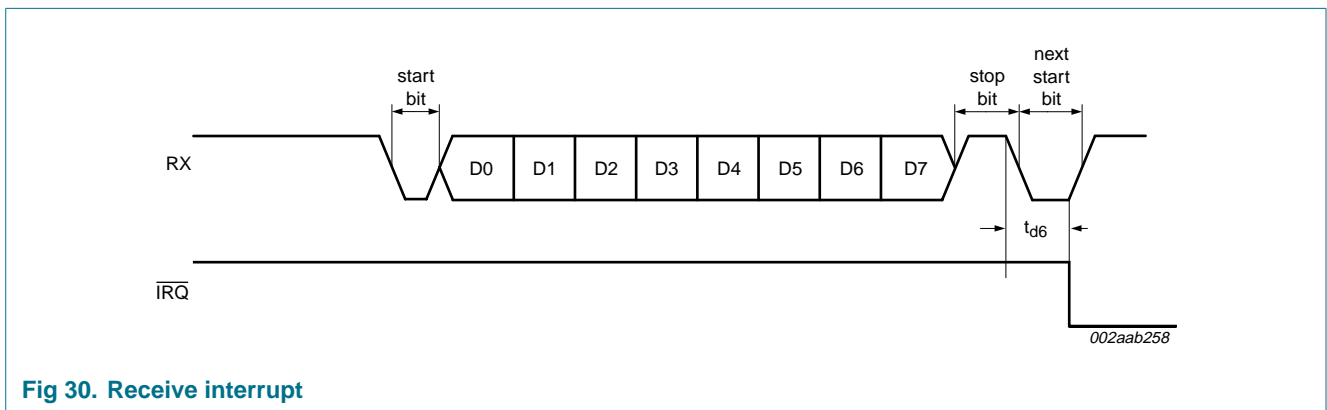 start
bit
stop
bit
next
start
bit
RX
D0 D1 D2 D3 D4 D5 D6 D7
td6
IRQ
002aab258
Fig 30. Receive interrupt